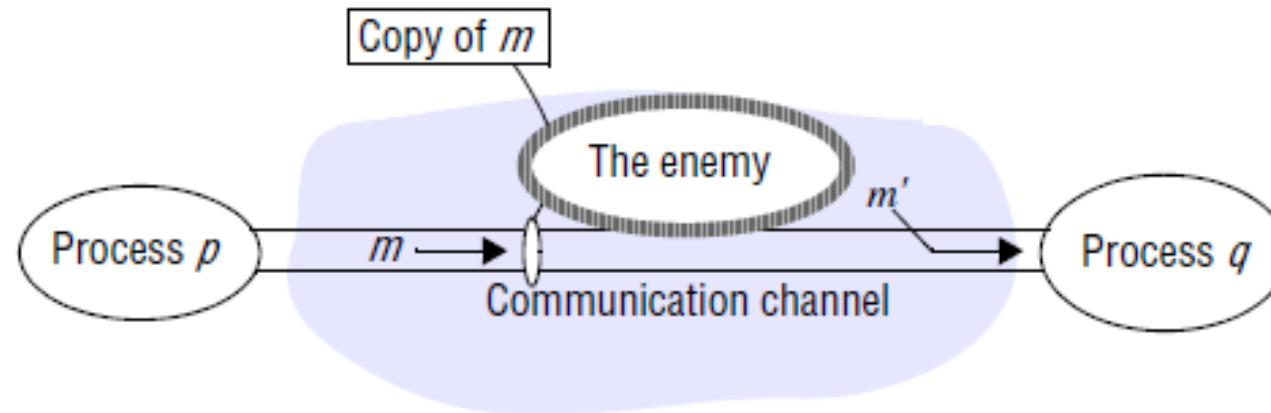 Copy of m
The enemy
m′
Process p
m
Process q
Communication channel